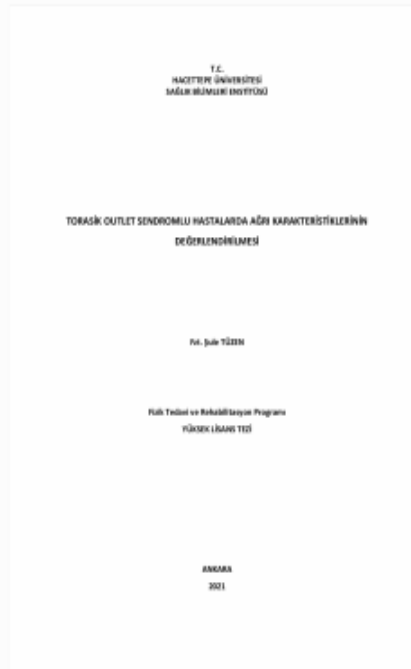 T.C.
HACETTEPE ÜNİVERSİTESİ
SAĞLIK BİLİMLERİ ENSTİTÜSÜ
TORASİK OUTLET SENDROMLU HASTALARDA AĞRI KARAKTERİSTİKLERİNİN
DEĞERLENDİRİLMESİ
Fzt. Şule TÜZEN
Fizik Tedavi ve Rehabilitasyon Programı
YÜKSEK LİSANS TEZİ
ANKARA
2021